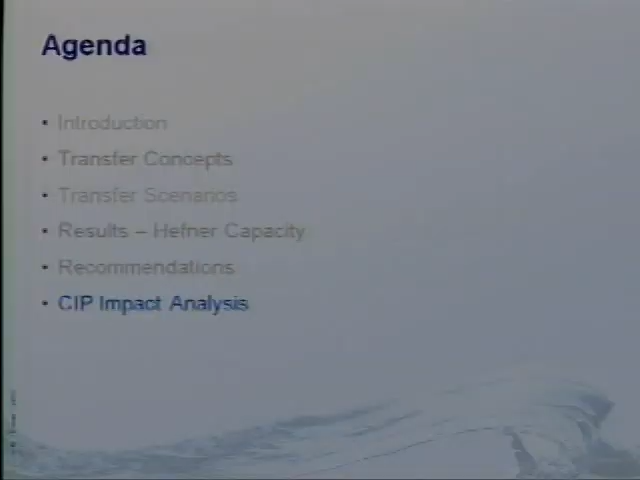 Agenda
• Introduction
• Transfer Concepts
• Transfer Scenarios
• Results – Hefner Capacity
• Recommendations
• CIP Impact Analysis